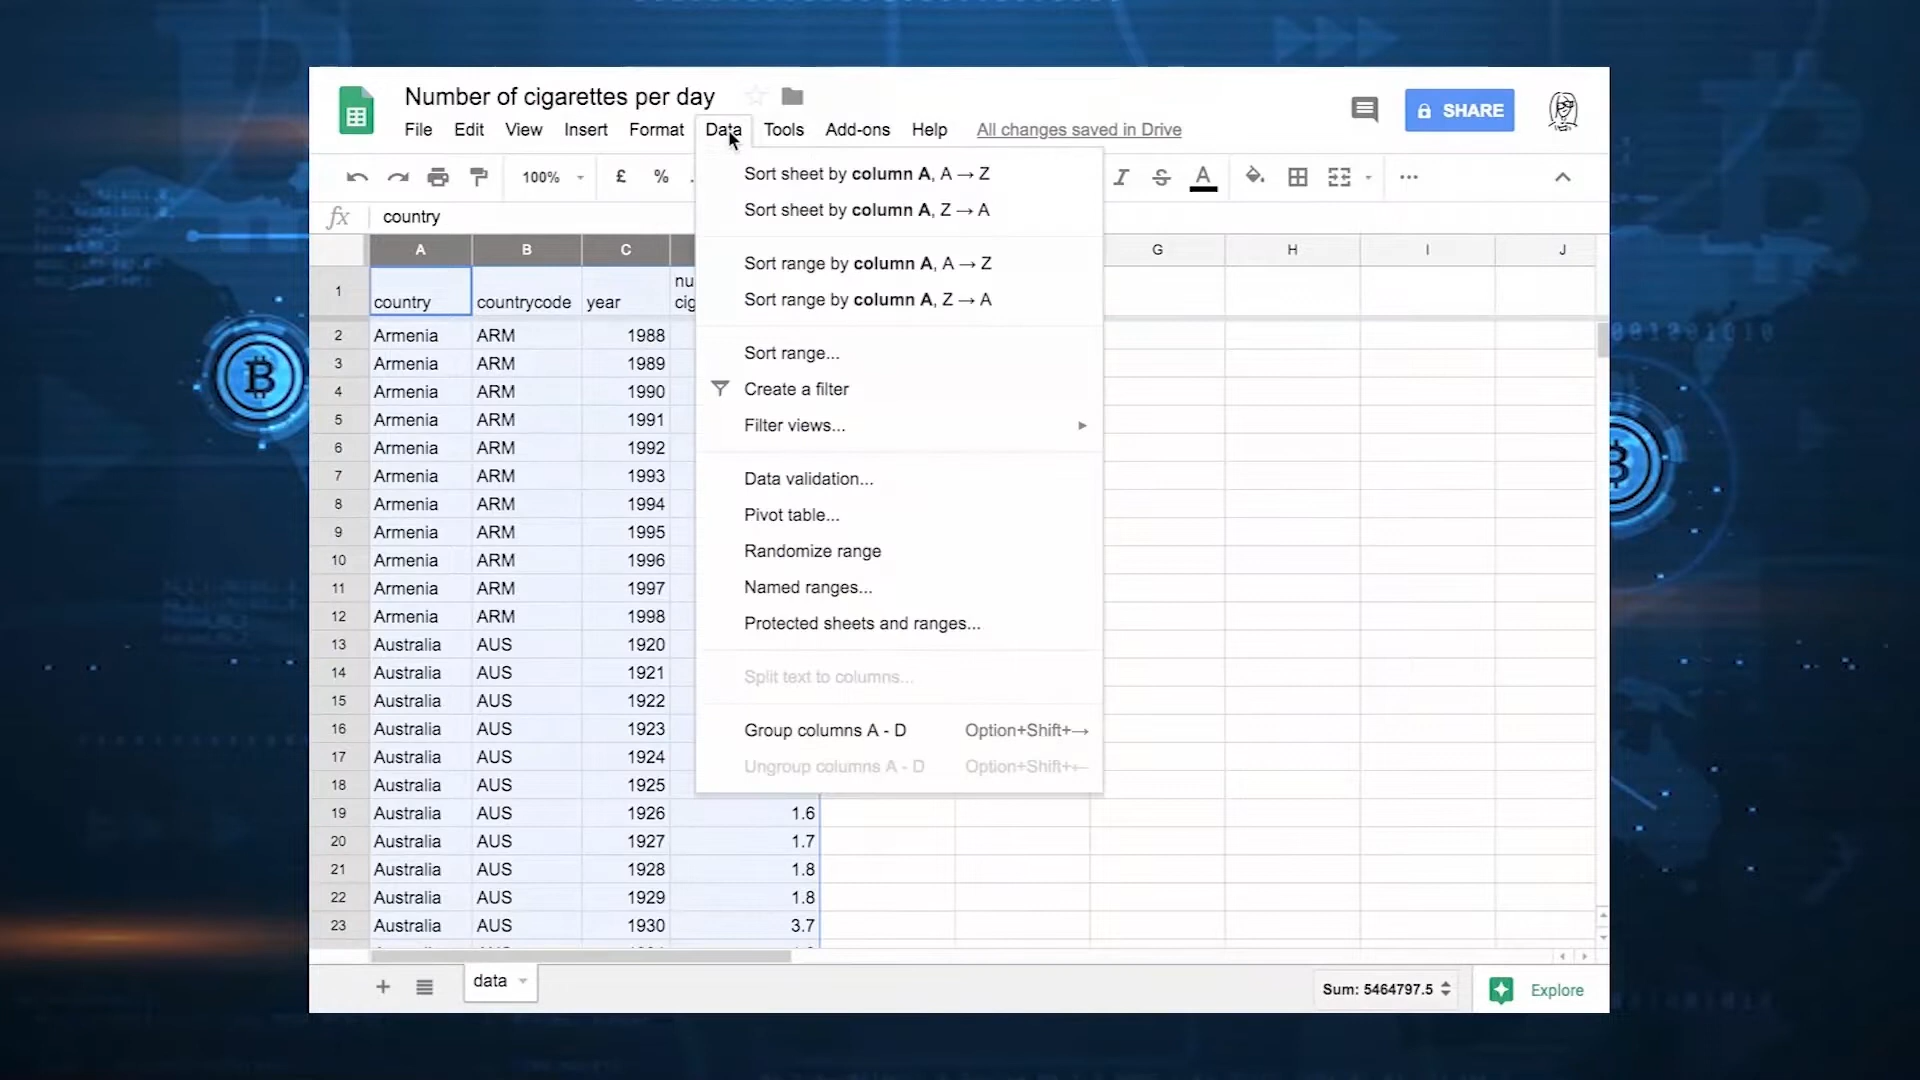 Number of cigarettes per day
File Edit View Insert Format Data Tools Add-ons Help All changes saved in Drive
SHARE
100% £ % .
fx country
A B C G H I J
Sort sheet by column A, A → Z
Sort sheet by column A, Z → A
Sort range by column A, A → Z
Sort range by column A, Z → A
Sort range...
Create a filter
Filter views...
Data validation...
Pivot table...
Randomize range
Named ranges...
Protected sheets and ranges...
Split text to columns...
Group columns A - D Option+Shift+→
Ungroup columns A - D Option+Shift+←
1 country countrycode year nu
cig
2 Armenia ARM 1988
3 Armenia ARM 1989
4 Armenia ARM 1990
5 Armenia ARM 1991
6 Armenia ARM 1992
7 Armenia ARM 1993
8 Armenia ARM 1994
9 Armenia ARM 1995
10 Armenia ARM 1996
11 Armenia ARM 1997
12 Armenia ARM 1998
13 Australia AUS 1920
14 Australia AUS 1921
15 Australia AUS 1922
16 Australia AUS 1923
17 Australia AUS 1924
18 Australia AUS 1925
19 Australia AUS 1926 1.6
20 Australia AUS 1927 1.7
21 Australia AUS 1928 1.8
22 Australia AUS 1929 1.8
23 Australia AUS 1930 3.7
data
Sum: 5464797.5
Explore